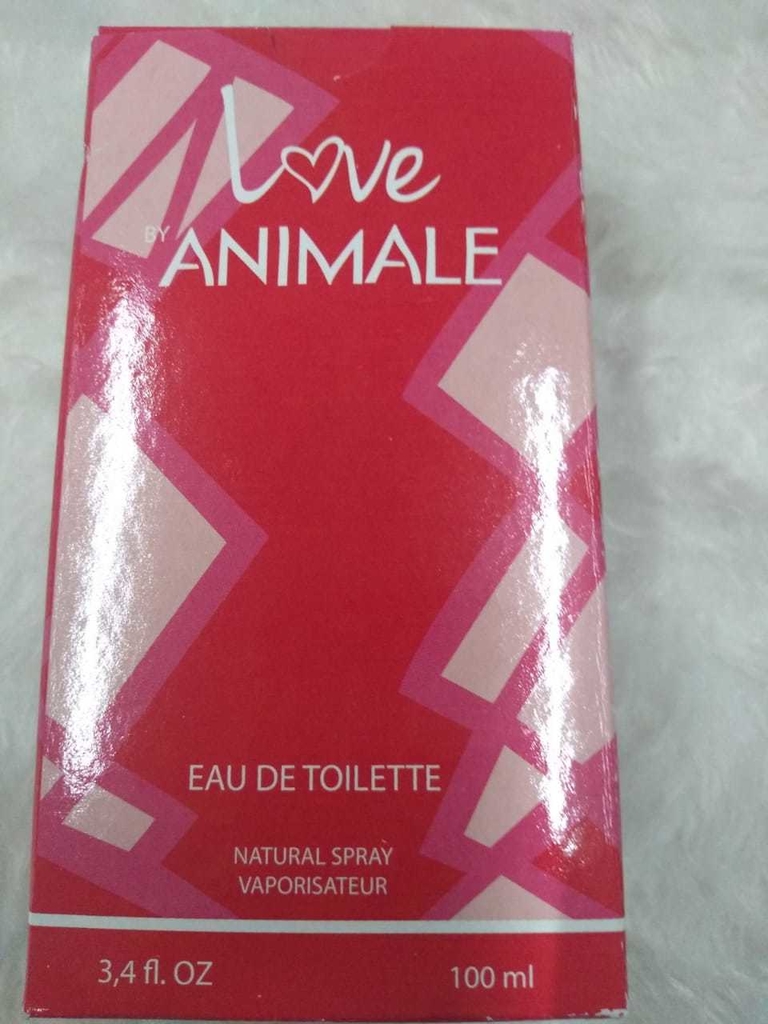 Love
BY ANIMALE
EAU DE TOILETTE
NATURAL SPRAY
VAPORISATEUR
3,4 fl. OZ 100 ml